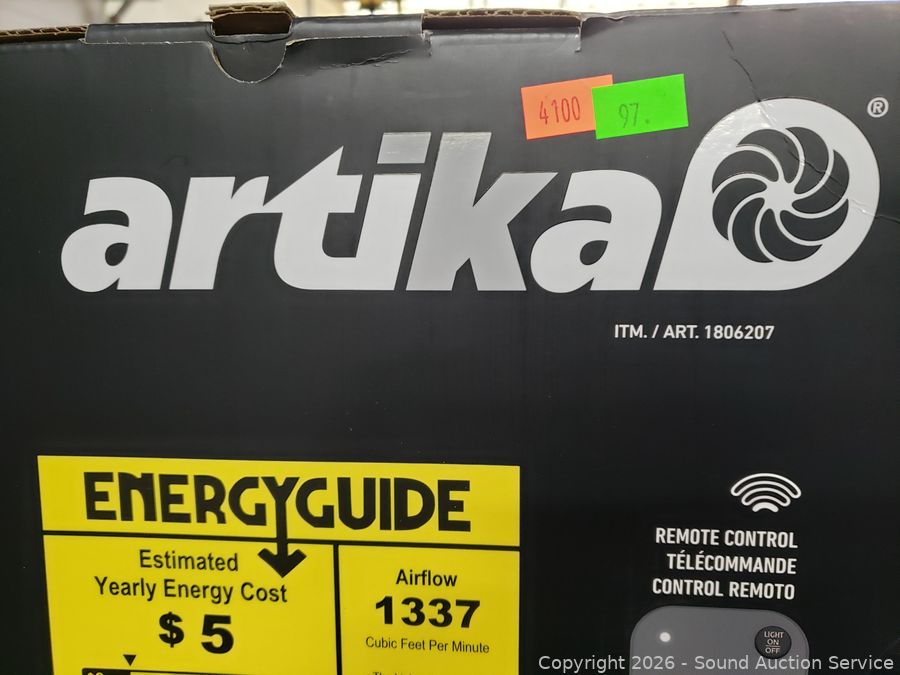 4100
97.
artika®
ITM. / ART. 1806207
ENERGYGUIDE
Estimated
Yearly Energy Cost
$ 5
Airflow
1337
Cubic Feet Per Minute
REMOTE CONTROL
TÉLÉCOMMANDE
CONTROL REMOTO
LIGHT
ON
OFF
Copyright 2026 - Sound Auction Service